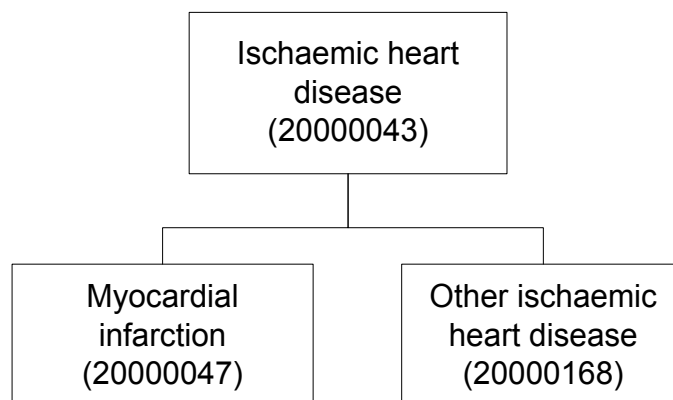 Ischaemic heart
disease
(20000043)
Myocardial
infarction
(20000047)
Other ischaemic
heart disease
(20000168)